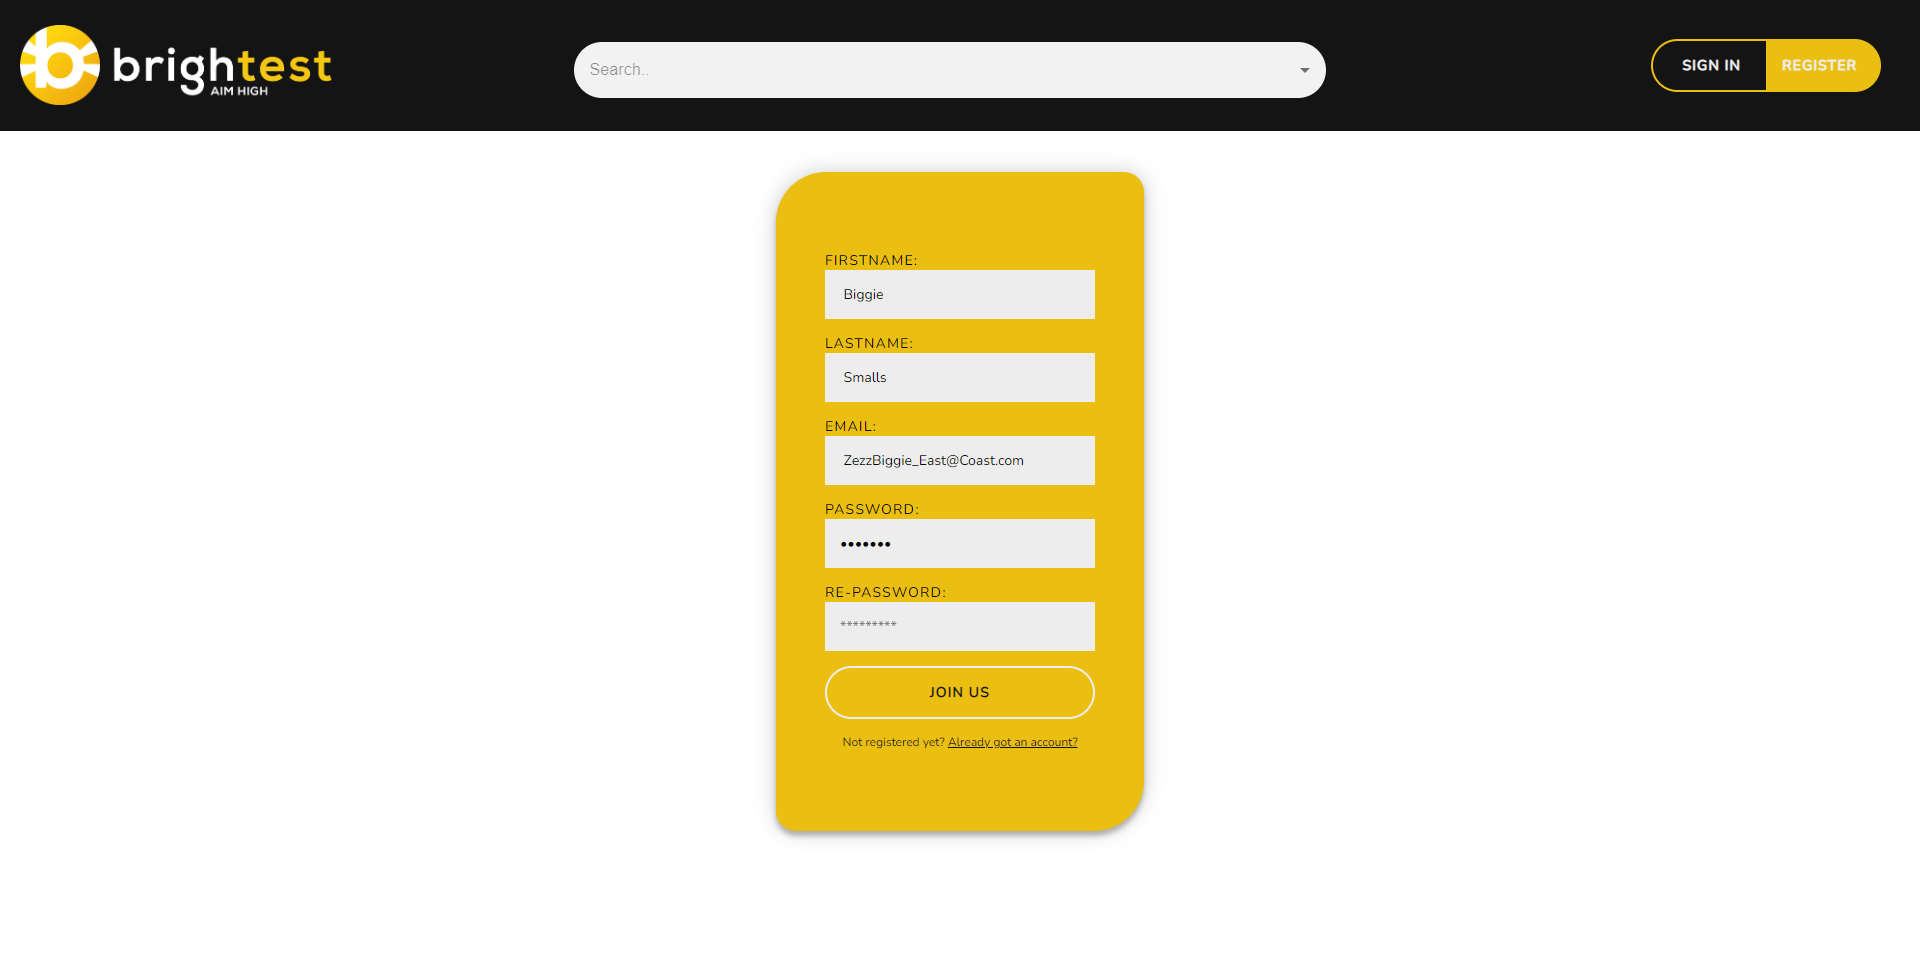 brightest
AIM HIGH
Search..
SIGN IN
REGISTER
FIRSTNAME:
Biggie
LASTNAME:
Smalls
EMAIL:
ZezzBiggie_East@Coast.com
PASSWORD:
•••••••
RE-PASSWORD:
*********
JOIN US
Not registered yet? Already got an account?